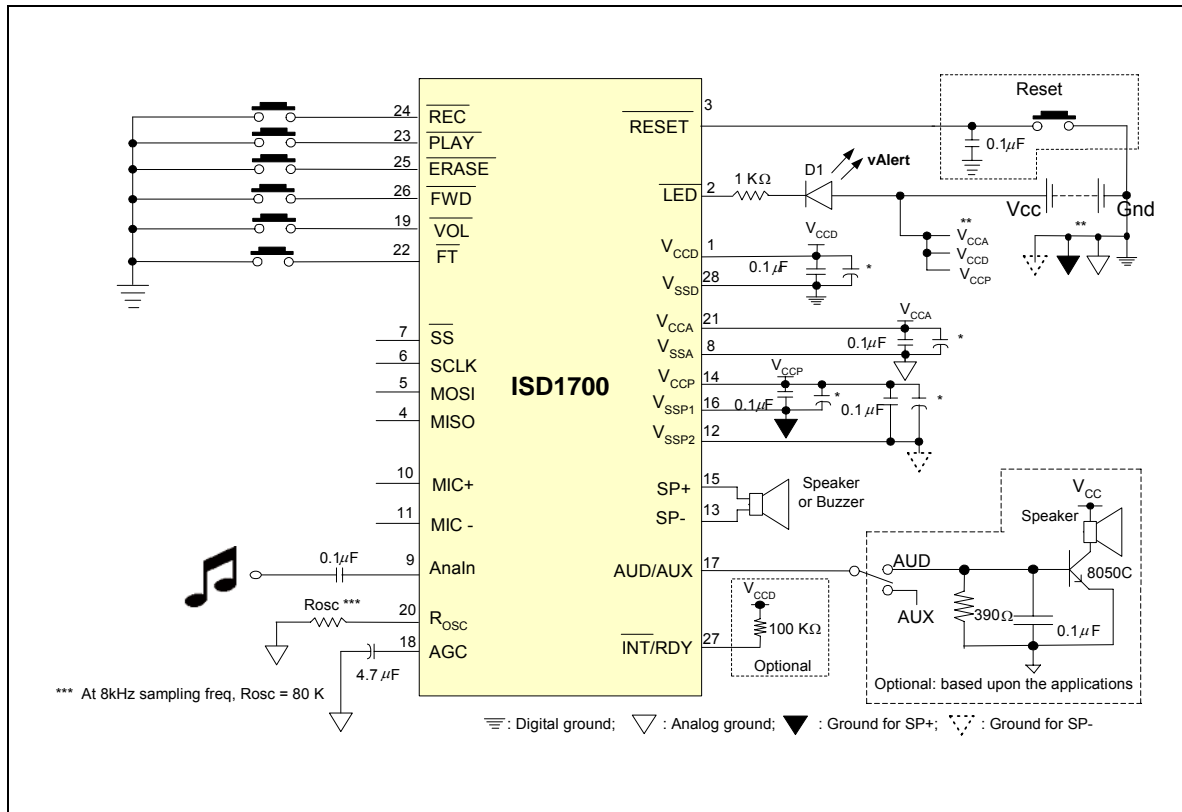 24
REC
23
PLAY
25
ERASE
26
FWD
19
VOL
22
FT
7
SS
6
SCLK
5
MOSI
4
MISO
10
MIC+
11
MIC -
0.1µF
9
AnaIn
Rosc ***
20
ROSC
18
AGC
4.7 µF
*** At 8kHz sampling freq, Rosc = 80 K
ISD1700
3
RESET
Reset
0.1µF
LED
2
1 KΩ
D1
vAlert
Vcc
Gnd
**
VCCA
VCCD
VCCP
**
VCCD
1
VCCD
0.1µF
*
VSSD
28
VCCA
21
VCCA
0.1µF
*
VSSA
8
VCCP
14
VCCP
VSSP1
16
0.1µF
*
0.1µF
*
VSSP2
12
SP+
15
Speaker
or Buzzer
SP-
13
AUD/AUX
17
AUD
AUX
VCC
Speaker
8050C
390Ω
0.1µF
Optional: based upon the applications
INT/RDY
27
VCCD
100 KΩ
Optional
: Digital ground;
: Analog ground;
: Ground for SP+;
: Ground for SP-